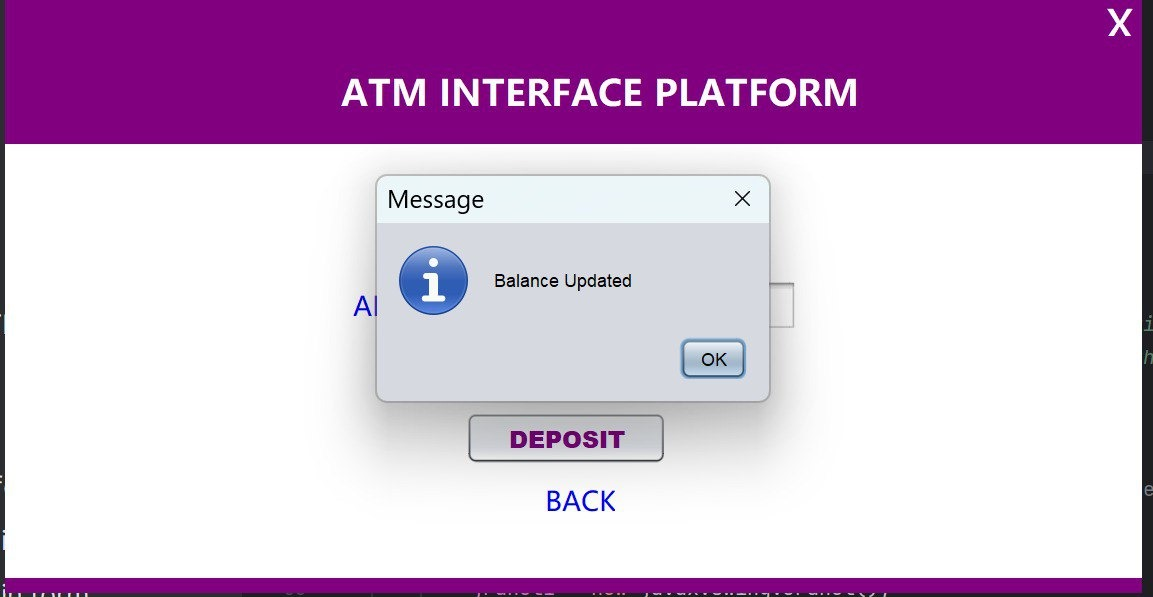 X
ATM INTERFACE PLATFORM
Message
Balance Updated
OK
DEPOSIT
BACK